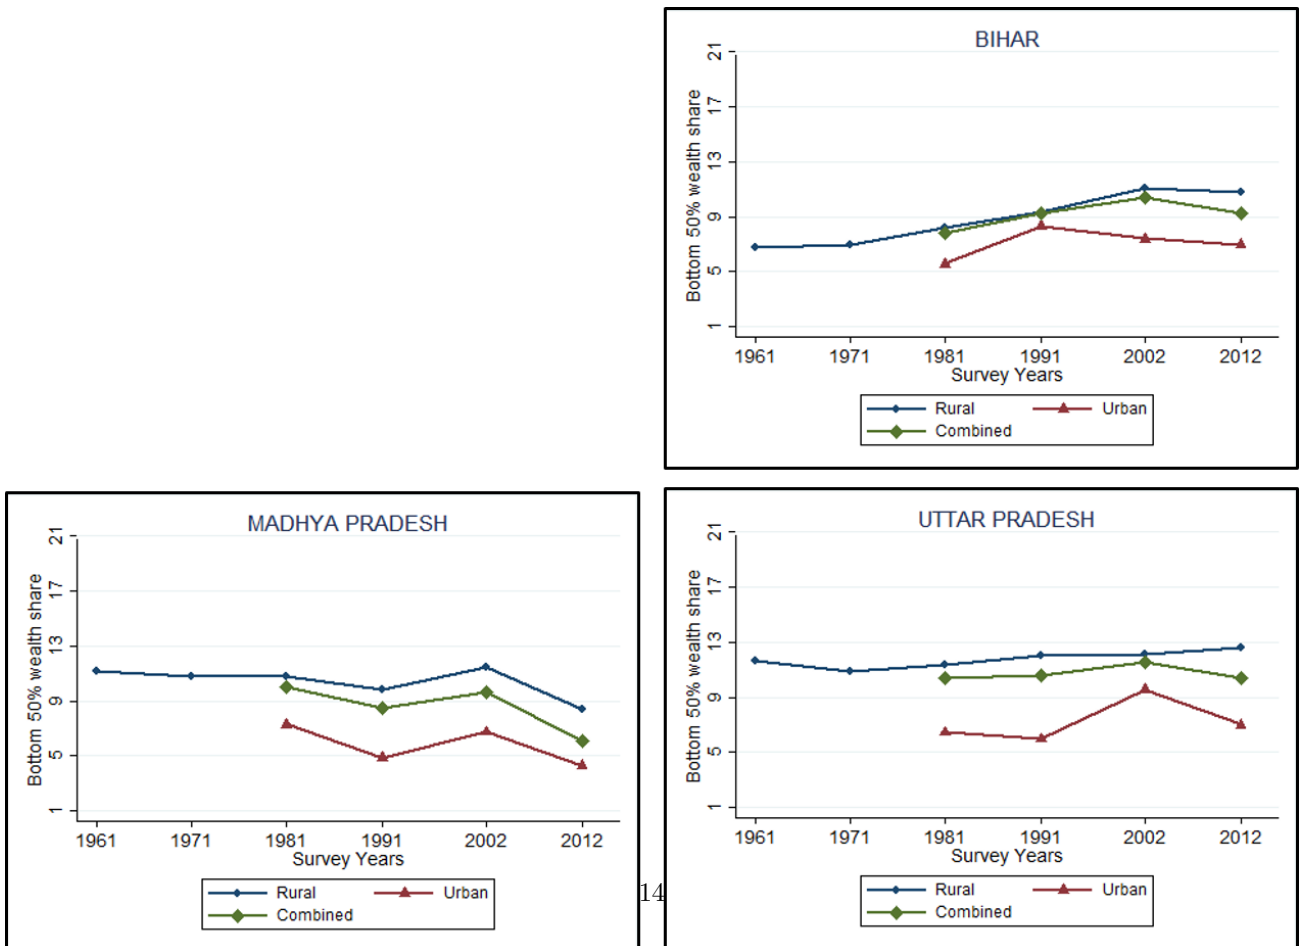 BIHAR
Bottom 50% wealth share
21
17
13
9
5
1
1961 1971 1981 1991 2002 2012
Survey Years
Rural Urban
Combined
MADHYA PRADESH
Bottom 50% wealth share
21
17
13
9
5
1
1961 1971 1981 1991 2002 2012
Survey Years
Rural Urban
Combined
UTTAR PRADESH
Bottom 50% wealth share
21
17
13
9
5
1
1961 1971 1981 1991 2002 2012
Survey Years
Rural Urban
Combined
14